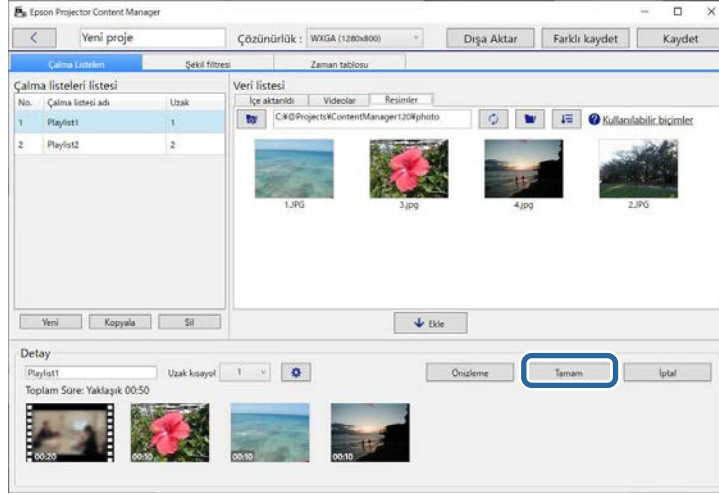 Epson Projector Content Manager
Yeni proje
Çözünürlük : WXGA (1280x800)
Dışa Aktar
Farklı kaydet
Kaydet
Çalma Listeleri
Şekil filtresi
Zaman tablosu
Çalma listeleri listesi
No. Çalma listesi adı Uzak
1 Playlist1 1
2 Playlist2 2
Yeni
Kopyala
Sil
Veri listesi
İçe aktarıldı
Videolar
Resimler
C:¥@Projects¥ContentManager120¥photo
Kullanılabilir biçimler
1.JPG
3.jpg
4.jpg
2.JPG
Ekle
Detay
Playlist1
Uzak kısayol 1
Önizleme
Tamam
İptal
Toplam Süre: Yaklaşık 00:50
00:20
00:10
00:10
00:10